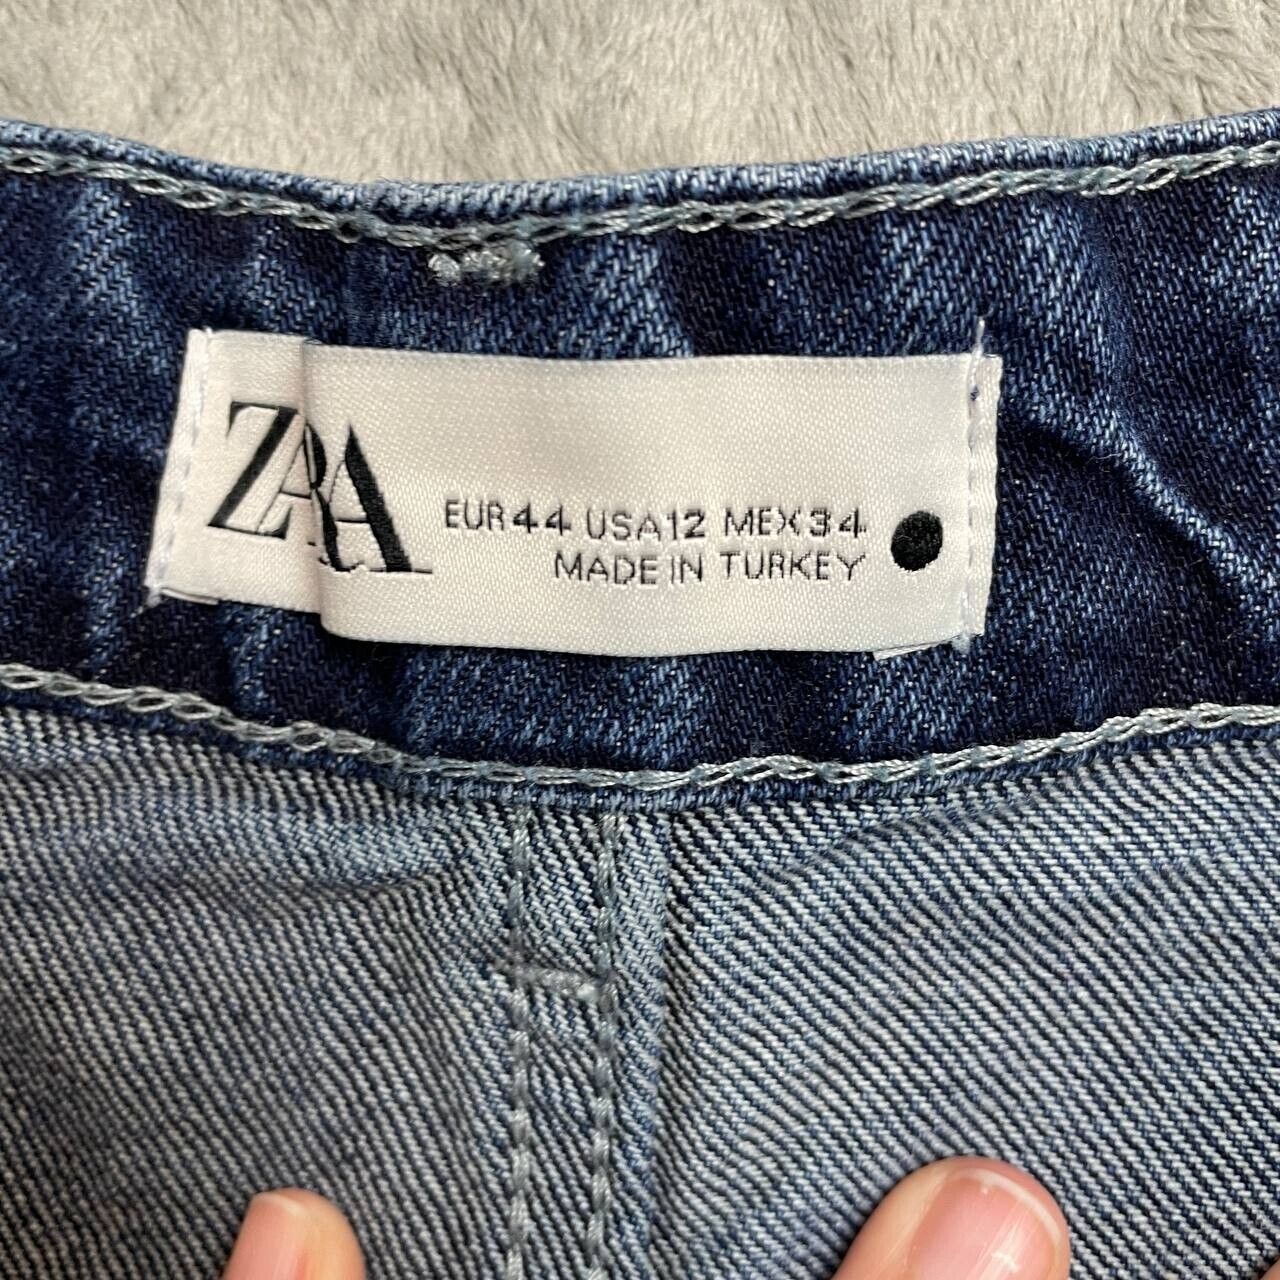 ZARA
EUR 44 USA 12 MEX 34
MADE IN TURKEY